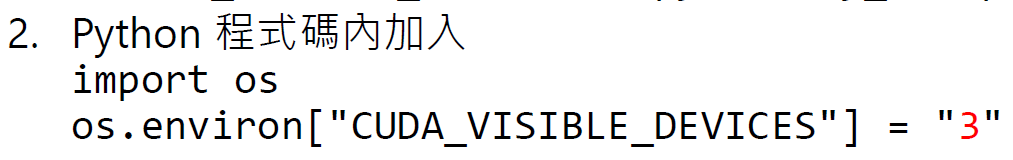 2. Python 程式碼內加入
import os
os.environ["CUDA_VISIBLE_DEVICES"] = "3"